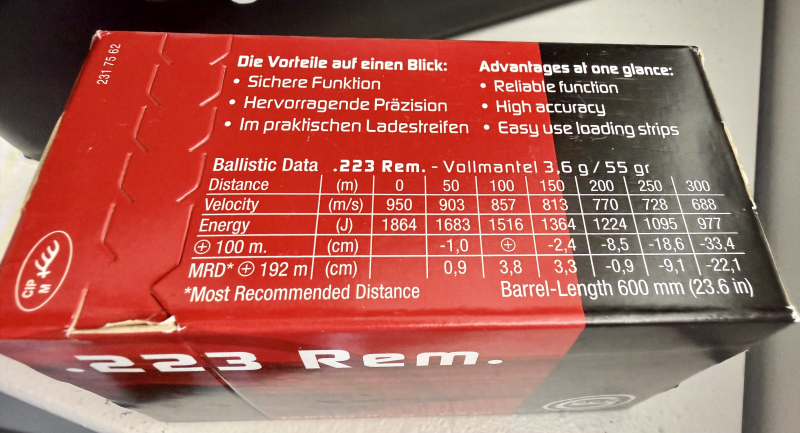 231 75 62
Die Vorteile auf einen Blick:
• Sichere Funktion
• Hervorragende Präzision
• Im praktischen Ladestreifen
Advantages at one glance:
• Reliable function
• High accuracy
• Easy use loading strips
Ballistic Data .223 Rem. - Vollmantel 3,6 g / 55 gr
Distance (m) 0 50 100 150 200 250 300
Velocity (m/s) 950 903 857 813 770 728 688
Energy (J) 1864 1683 1516 1364 1224 1095 977
⊕ 100 m. (cm) -1,0 ⊕ -2,4 -8,5 -18,6 -33,4
MRD* ⊕ 192 m (cm) 0,9 3,8 3,3 -0,9 -9,1 -22,1
*Most Recommended Distance Barrel-Length 600 mm (23.6 in)
CIP
M
.223 Rem.